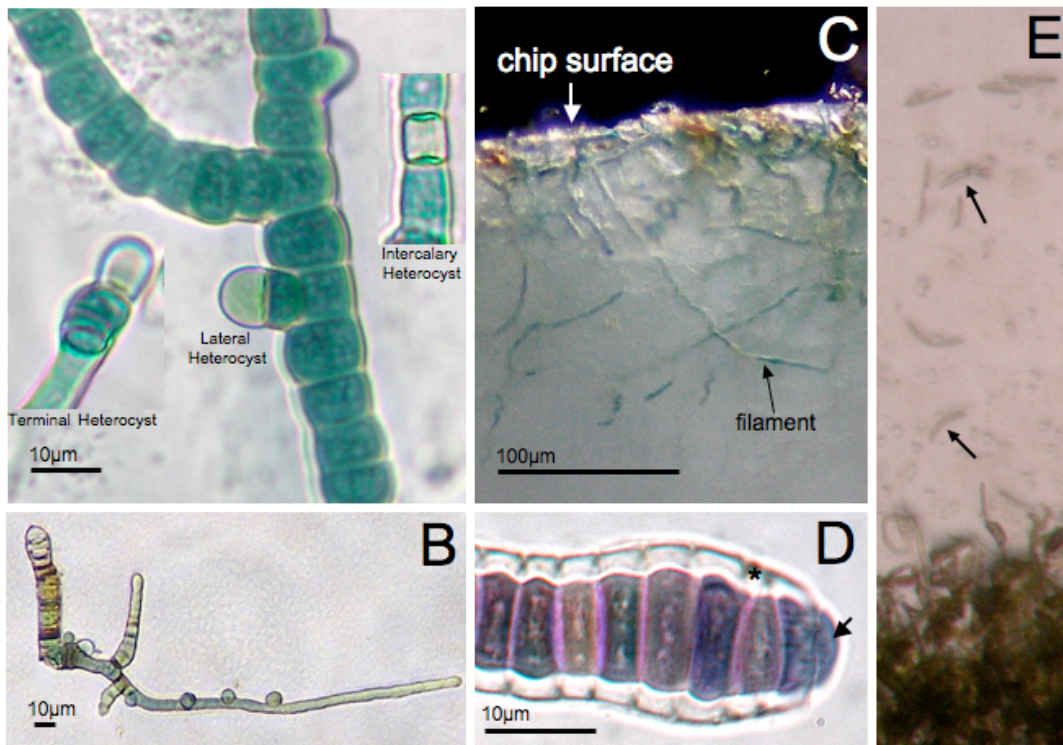 Intercalary
Heterocyst
Lateral
Heterocyst
Terminal Heterocyst
10µm
C
chip surface
filament
100µm
B
10µm
D
*
10µm
E